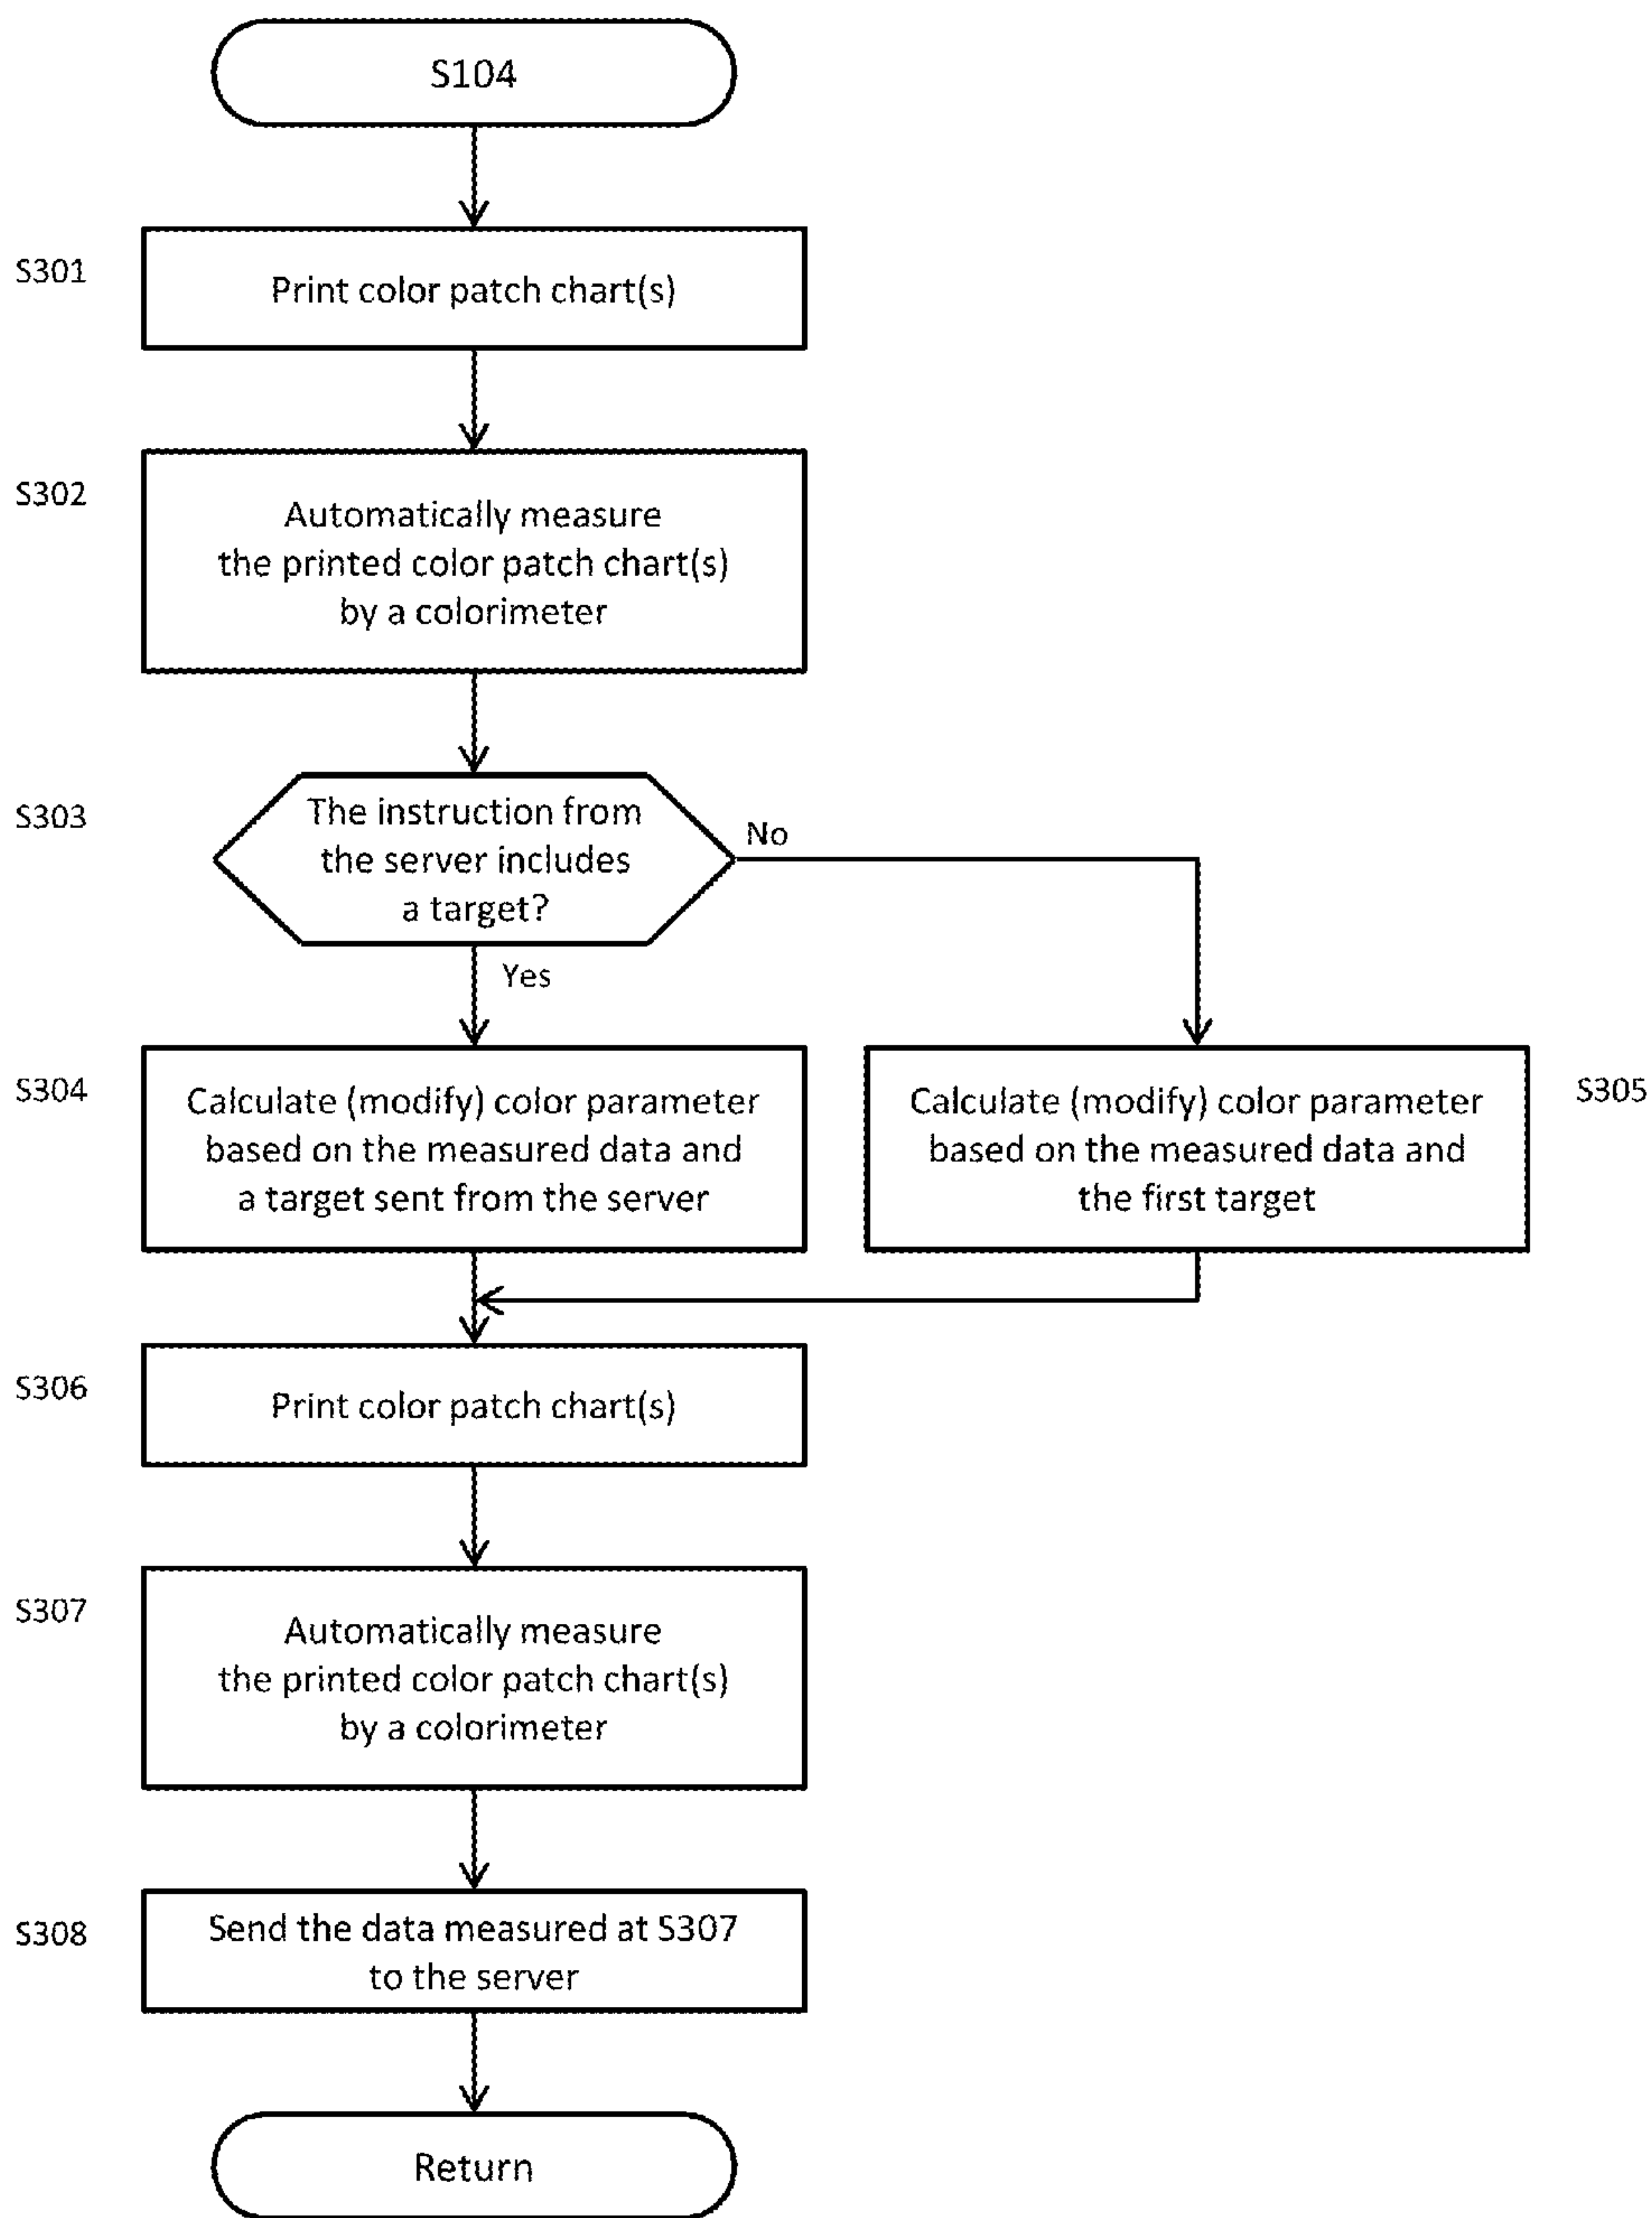 S104
S301
Print color patch chart(s)
S302
Automatically measure
the printed color patch chart(s)
by a colorimeter
S303
The instruction from
the server includes
a target?
No
Yes
S304
Calculate (modify) color parameter
based on the measured data and
a target sent from the server
Calculate (modify) color parameter
based on the measured data and
the first target
S305
S306
Print color patch chart(s)
S307
Automatically measure
the printed color patch chart(s)
by a colorimeter
S308
Send the data measured at S307
to the server
Return